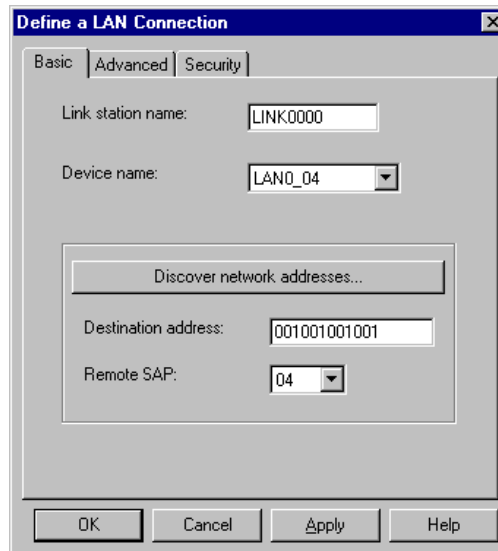 Define a LAN Connection
Basic Advanced Security
Link station name: LINK0000
Device name: LAN0_04
Discover network addresses...
Destination address: 001001001001
Remote SAP: 04
OK Cancel Apply Help